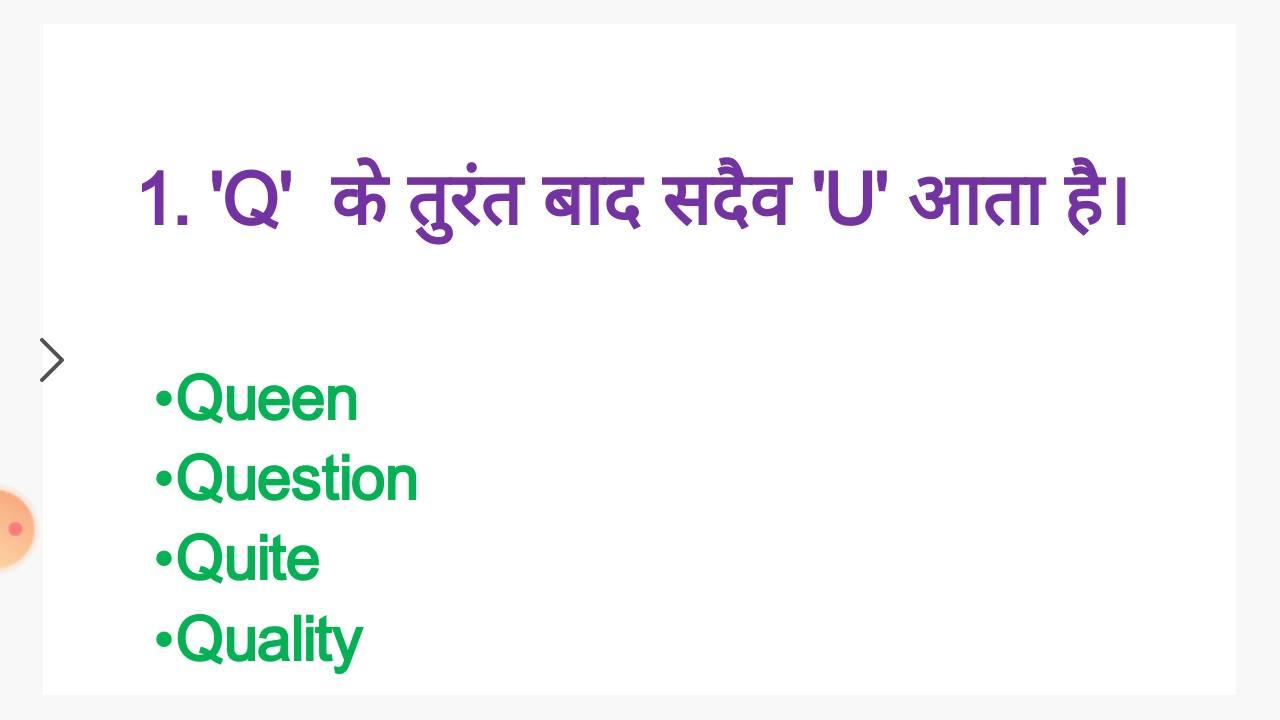 1. 'Q' के तुरंत बाद सदैव 'U' आता है।
•Queen
•Question
•Quite
•Quality